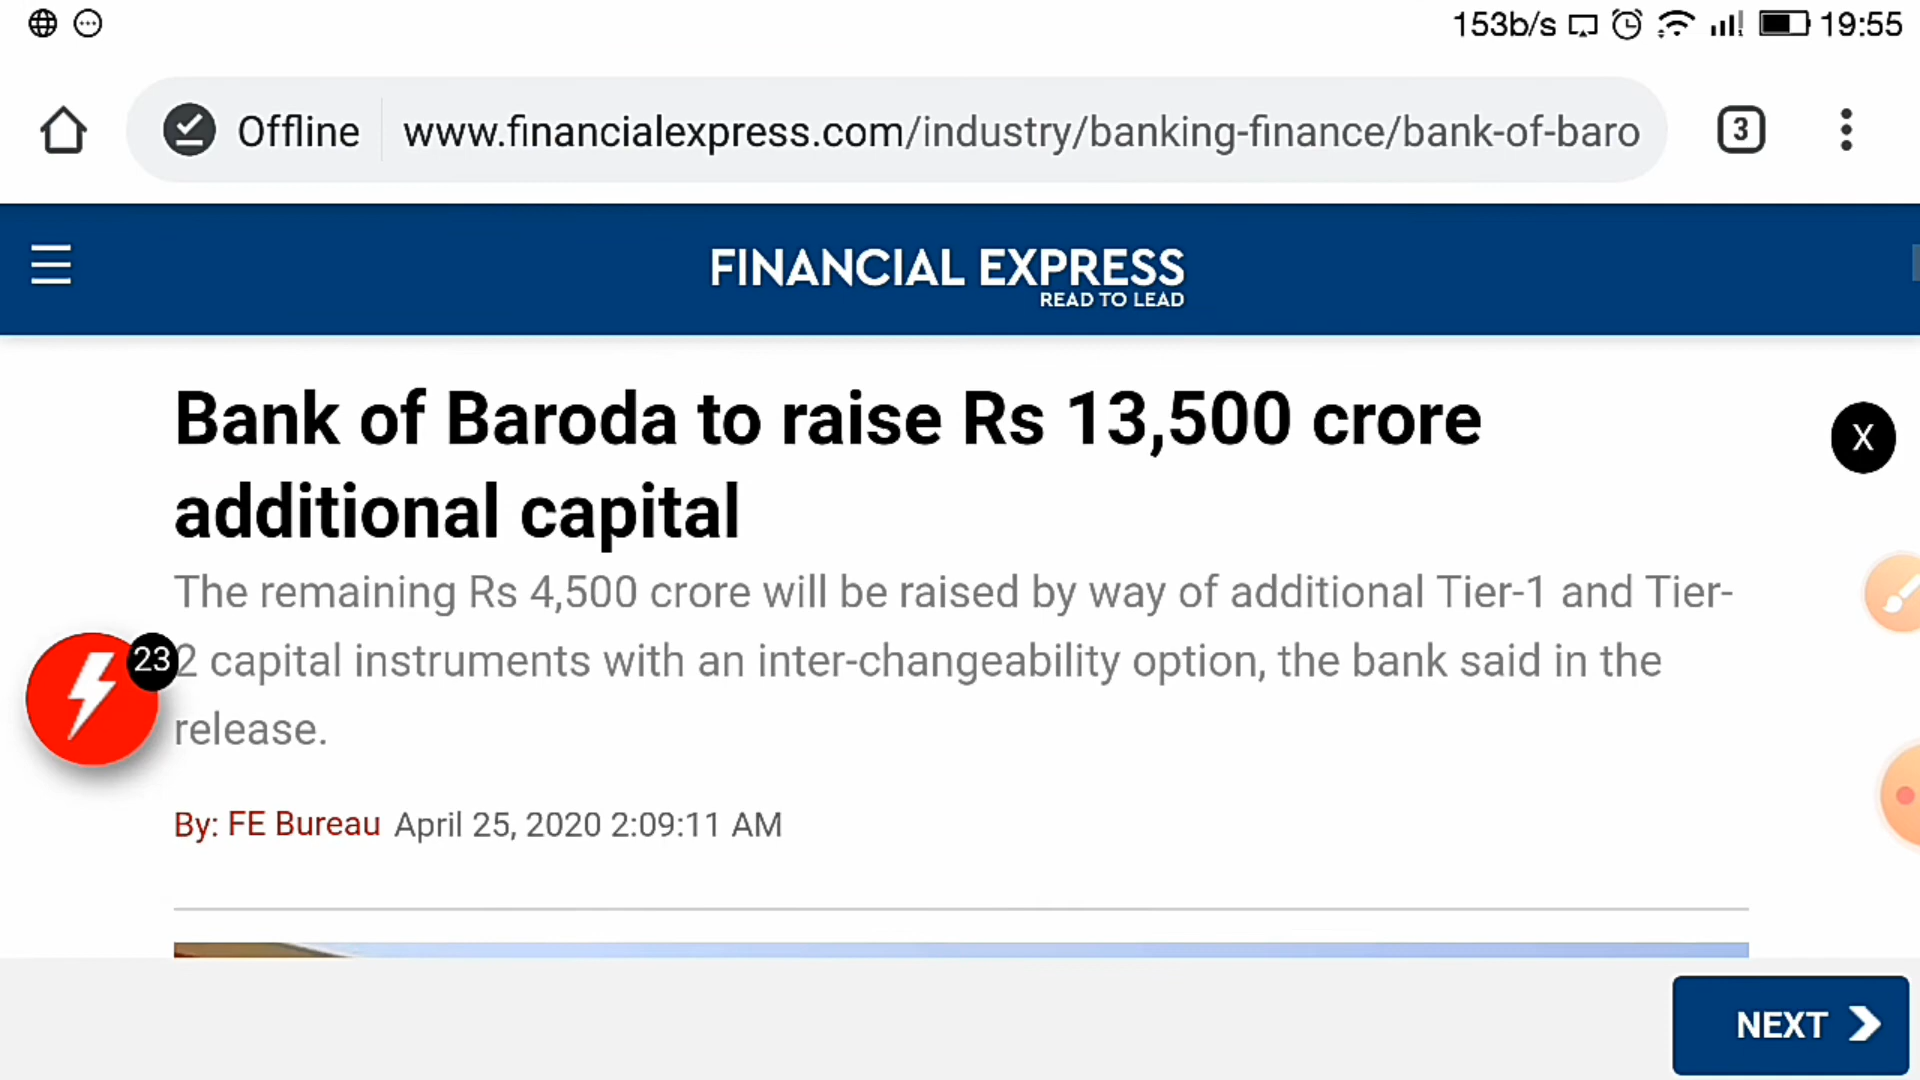 153b/s 19:55
Offline www.financialexpress.com/industry/banking-finance/bank-of-baro 3
FINANCIAL EXPRESS
READ TO LEAD
Bank of Baroda to raise Rs 13,500 crore
additional capital
X
The remaining Rs 4,500 crore will be raised by way of additional Tier-1 and Tier-
23
2 capital instruments with an inter-changeability option, the bank said in the
release.
By: FE Bureau April 25, 2020 2:09:11 AM
NEXT